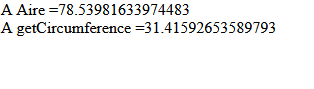 A Aire =78.53981633974483
A getCircumference =31.41592653589793